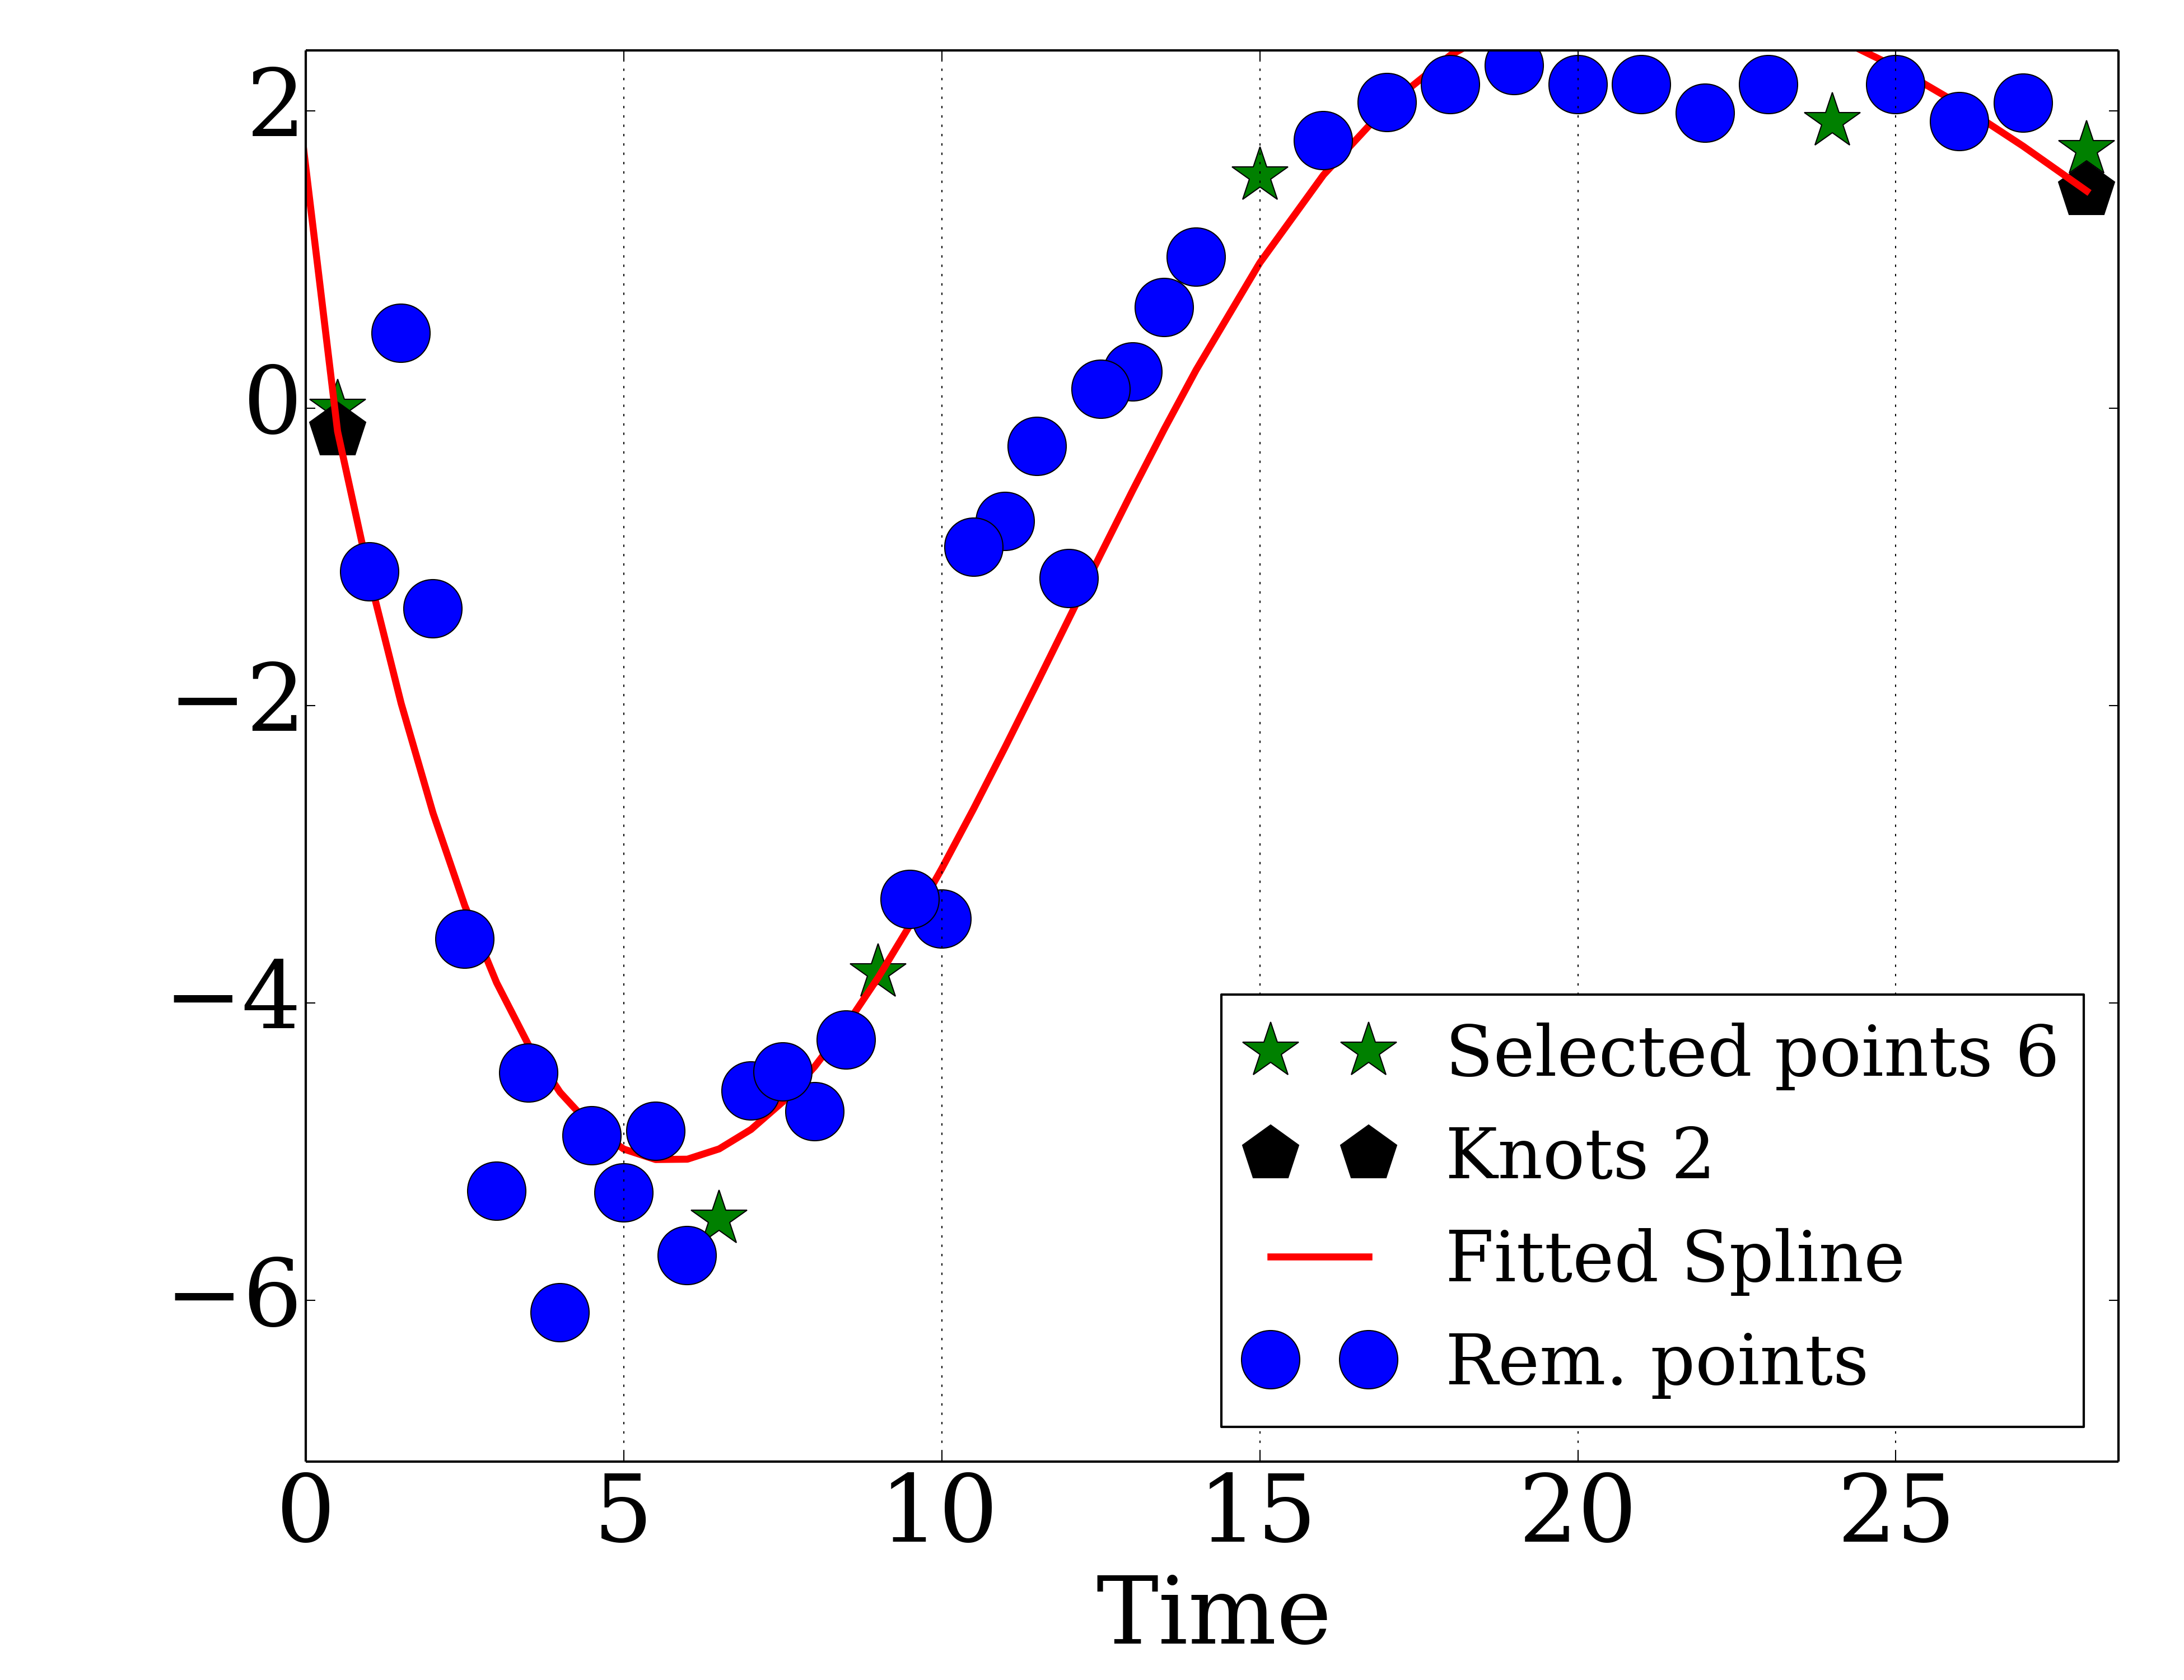 2
0
−2
−4
−6
0 5 10 15 20 25
Time
Selected points 6
Knots 2
Fitted Spline
Rem. points